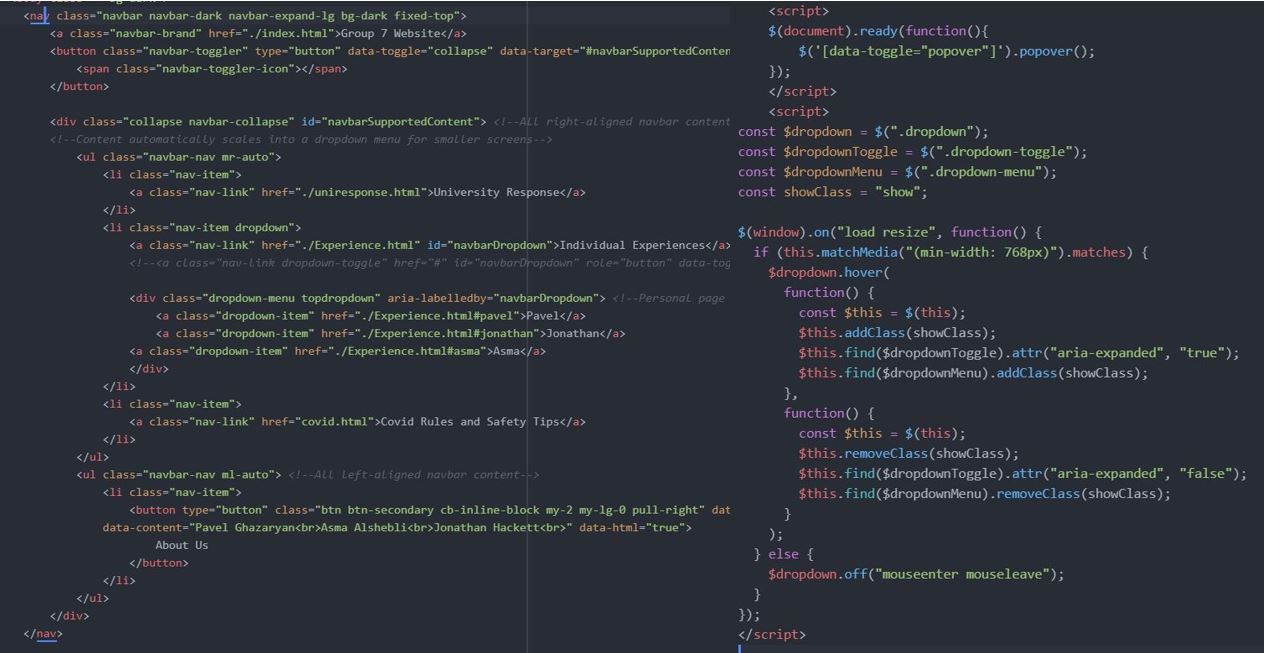 <nav class="navbar navbar-dark navbar-expand-lg bg-dark fixed-top">
<a class="navbar-brand" href="./index.html">Group 7 Website</a>
<button class="navbar-toggler" type="button" data-toggle="collapse" data-target="#navbarSupportedConten
<span class="navbar-toggler-icon"></span>
</button>
<div class="collapse navbar-collapse" id="navbarSupportedContent"> <!--All right-aligned navbar content
<!--Content automatically scales into a dropdown menu for smaller screens-->
<ul class="navbar-nav mr-auto">
<li class="nav-item">
<a class="nav-link" href="./uniresponse.html">University Response</a>
</li>
<li class="nav-item dropdown">
<a class="nav-link" href="./Experience.html" id="navbarDropdown">Individual Experiences</a>
<!--<a class="nav-link dropdown-toggle" href="#" id="navbarDropdown" role="button" data-tog
<div class="dropdown-menu topdropdown" aria-labelledby="navbarDropdown"> <!--Personal page
<a class="dropdown-item" href="./Experience.html#pavel">Pavel</a>
<a class="dropdown-item" href="./Experience.html#jonathan">Jonathan</a>
<a class="dropdown-item" href="./Experience.html#asma">Asma</a>
</div>
</li>
<li class="nav-item">
<a class="nav-link" href="covid.html">Covid Rules and Safety Tips</a>
</li>
</ul>
<ul class="navbar-nav ml-auto"> <!--All left-aligned navbar content-->
<li class="nav-item">
<button type="button" class="btn btn-secondary cb-inline-block my-2 my-lg-0 pull-right" dat
data-content="Pavel Ghazaryan<br>Asma Alshebli<br>Jonathan Hackett<br>" data-html="true">
About Us
</button>
</li>
</ul>
</div>
</nav>
<script>
$(document).ready(function(){
$('[data-toggle="popover"]').popover();
});
</script>
<script>
const $dropdown = $(".dropdown");
const $dropdownToggle = $(".dropdown-toggle");
const $dropdownMenu = $(".dropdown-menu");
const showClass = "show";
$(window).on("load resize", function() {
if (this.matchMedia("(min-width: 768px)").matches) {
$dropdown.hover(
function() {
const $this = $(this);
$this.addClass(showClass);
$this.find($dropdownToggle).attr("aria-expanded", "true");
$this.find($dropdownMenu).addClass(showClass);
},
function() {
const $this = $(this);
$this.removeClass(showClass);
$this.find($dropdownToggle).attr("aria-expanded", "false");
$this.find($dropdownMenu).removeClass(showClass);
}
);
} else {
$dropdown.off("mouseenter mouseleave");
}
});
</script>